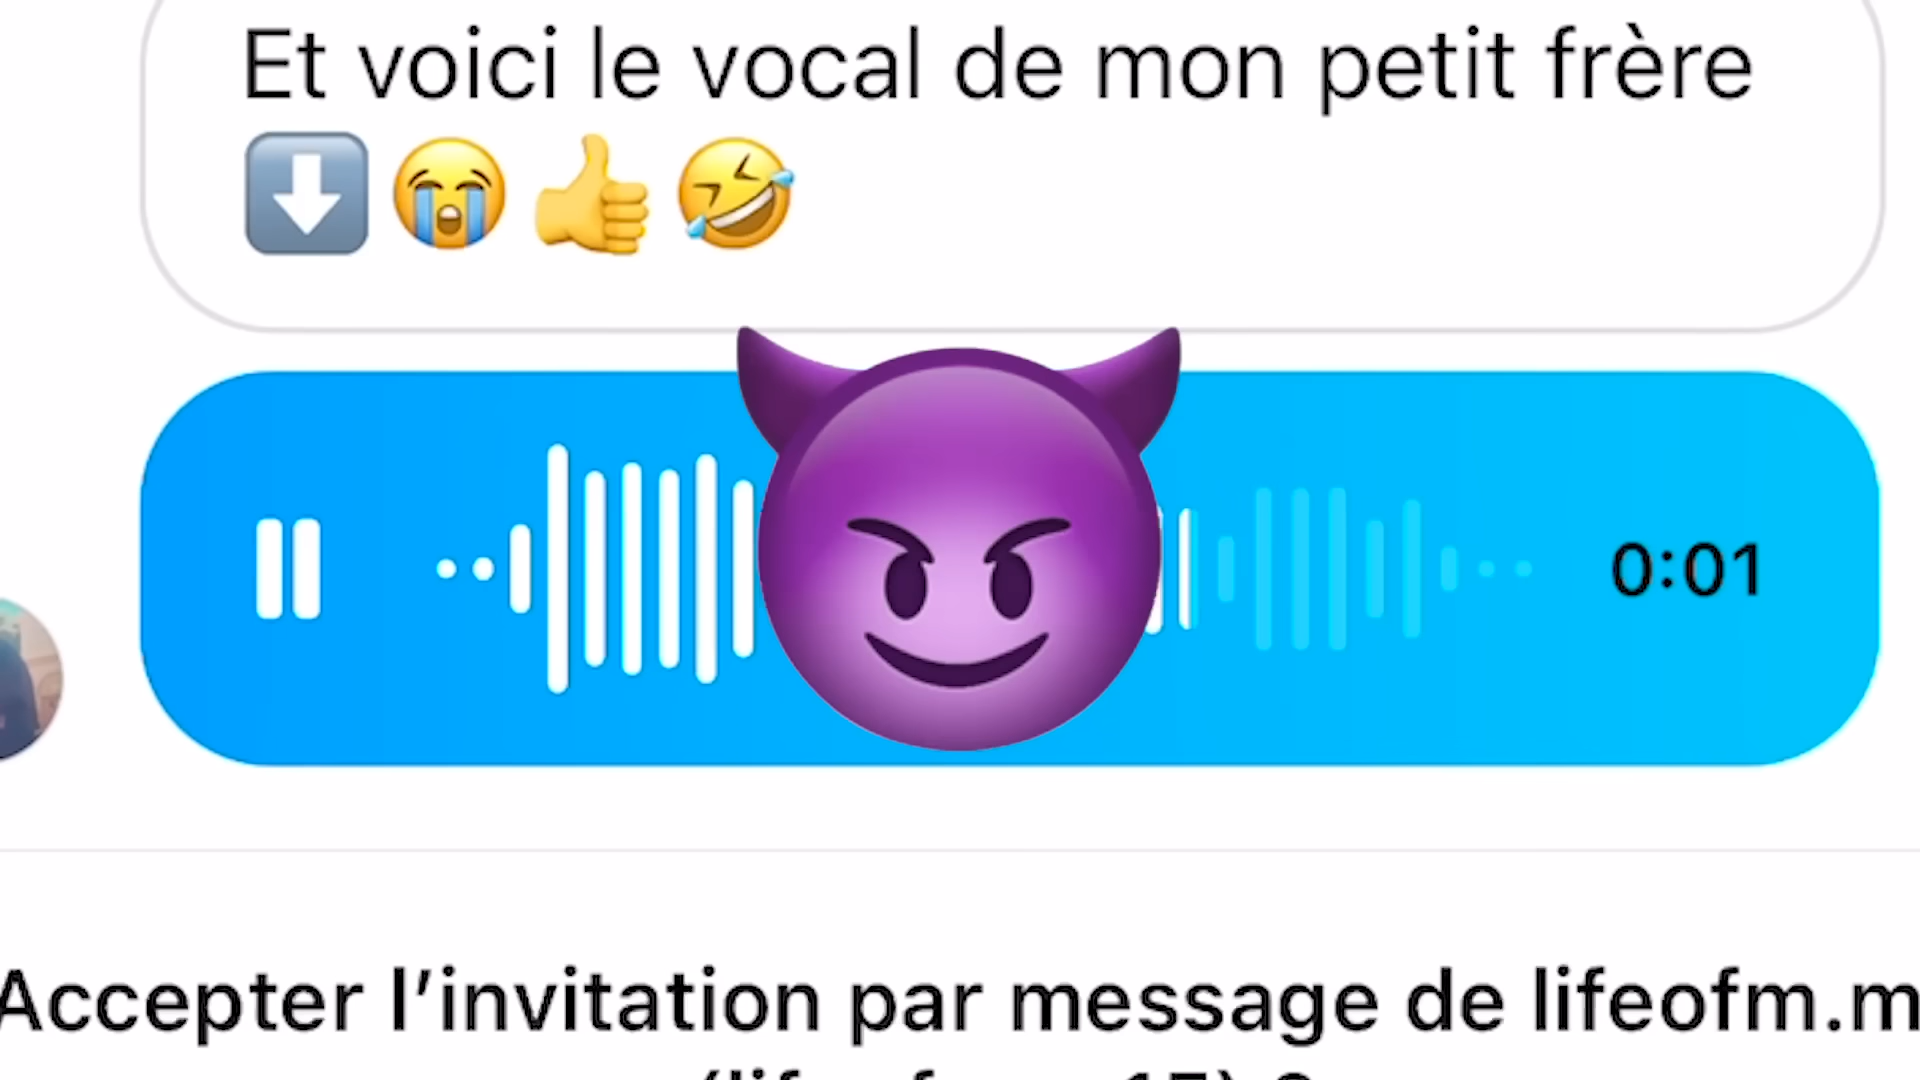 Et voici le vocal de mon petit frère
⬇️😭👍🤣
0:01
Accepter l’invitation par message de lifeofm.m